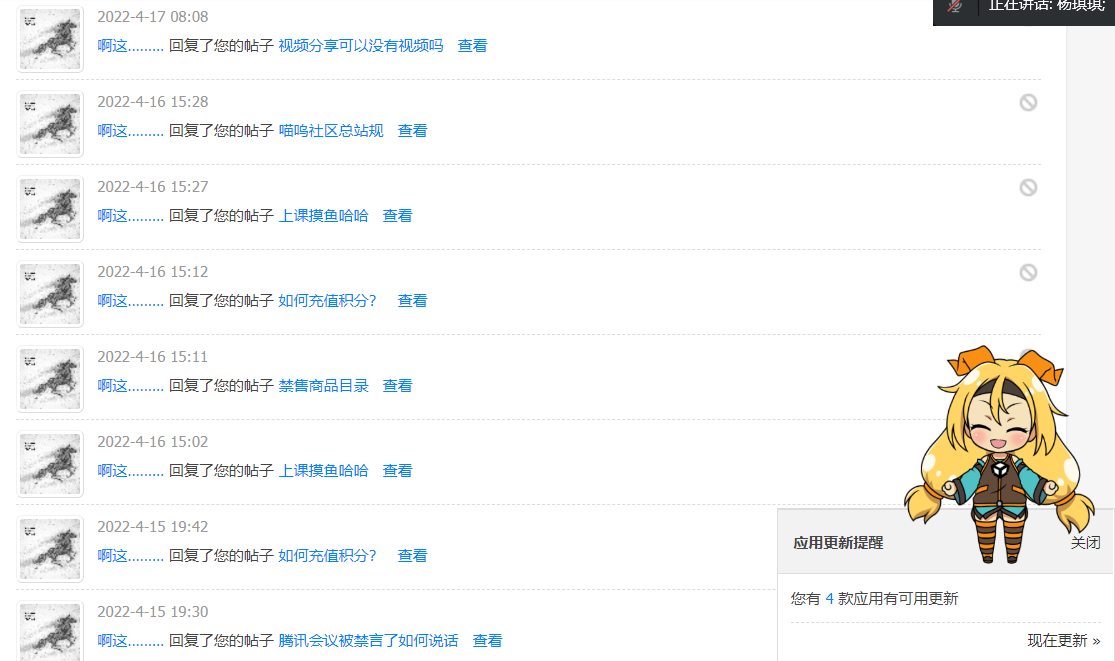 正在讲话: 杨琪琪;
2022-4-17 08:08
啊这......... 回复了您的帖子 视频分享可以没有视频吗 查看
2022-4-16 15:28
啊这......... 回复了您的帖子 喵呜社区总站规 查看
2022-4-16 15:27
啊这......... 回复了您的帖子 上课摸鱼哈哈 查看
2022-4-16 15:12
啊这......... 回复了您的帖子 如何充值积分？ 查看
2022-4-16 15:11
啊这......... 回复了您的帖子 禁售商品目录 查看
2022-4-16 15:02
啊这......... 回复了您的帖子 上课摸鱼哈哈 查看
2022-4-15 19:42
啊这......... 回复了您的帖子 如何充值积分？ 查看
2022-4-15 19:30
啊这......... 回复了您的帖子 腾讯会议被禁言了如何说话 查看
应用更新提醒 关闭
您有 4 款应用有可用更新
现在更新 »